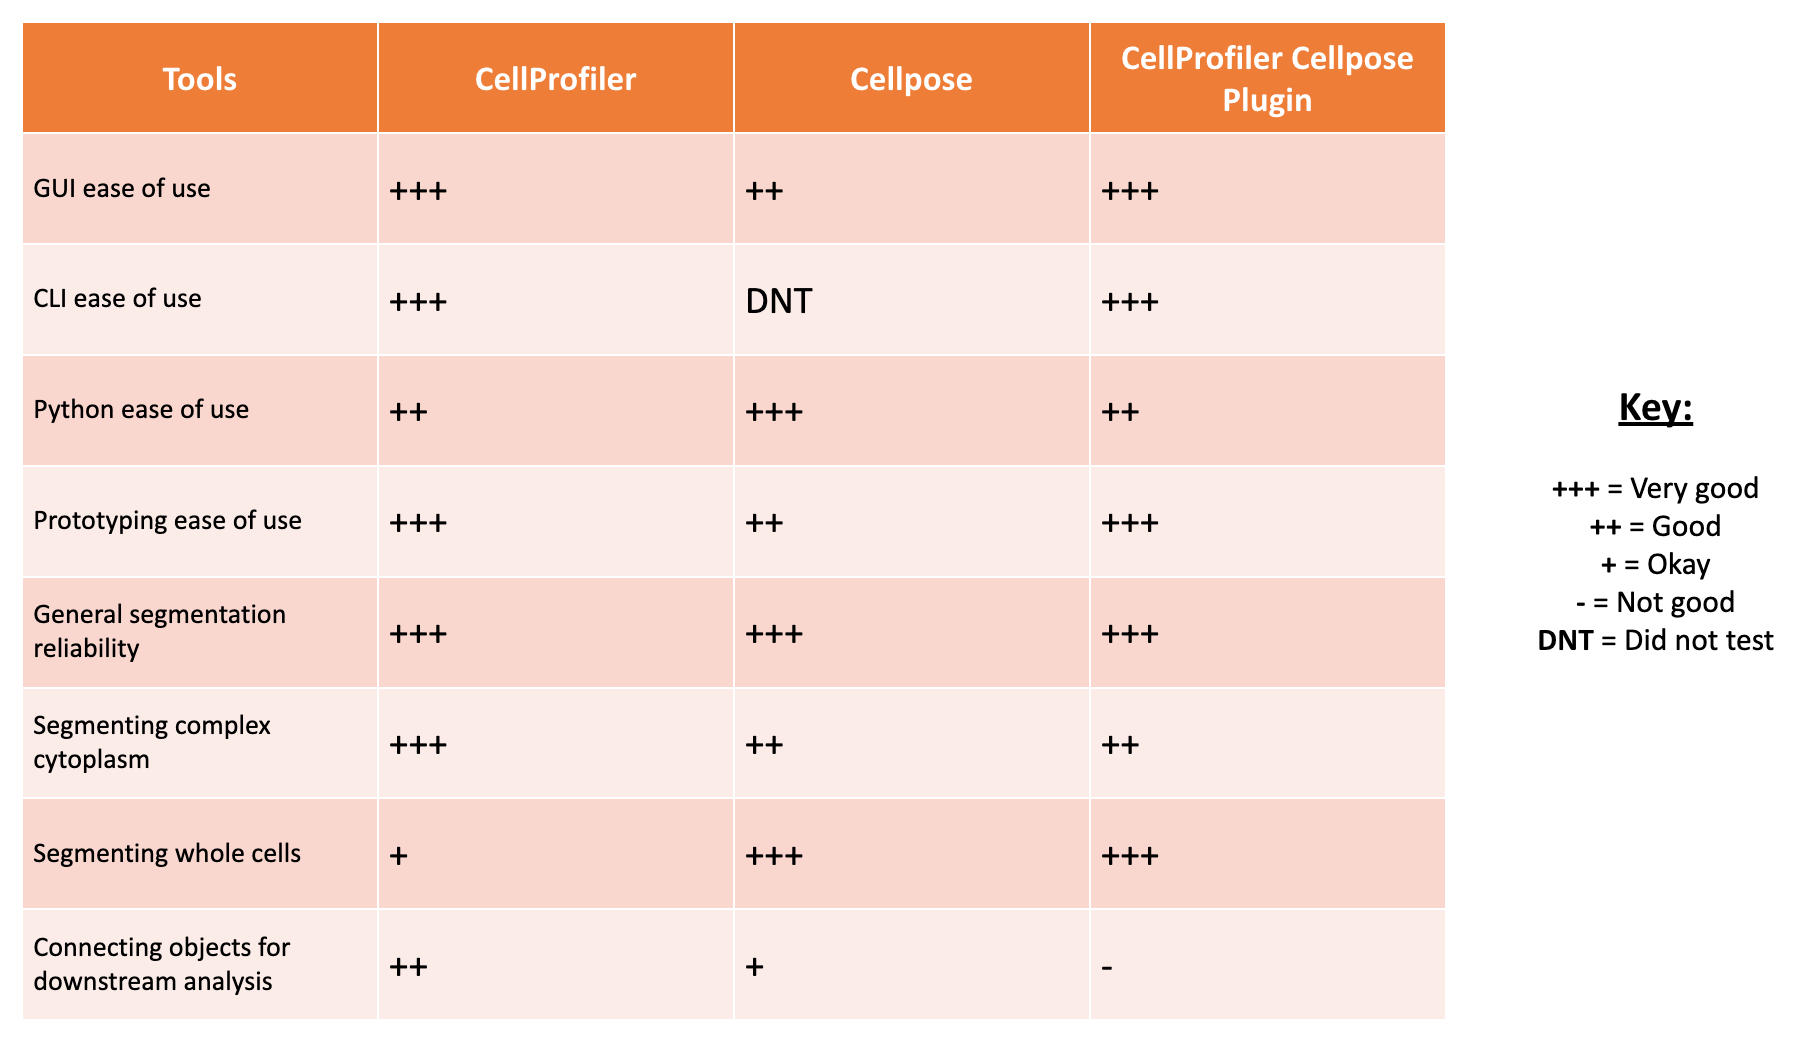 Tools CellProfiler Cellpose CellProfiler Cellpose
Plugin
GUI ease of use +++ ++ +++
CLI ease of use +++ DNT +++
Python ease of use ++ +++ ++
Prototyping ease of use +++ ++ +++
General segmentation
reliability +++ +++ +++
Segmenting complex
cytoplasm +++ ++ ++
Segmenting whole cells + +++ +++
Connecting objects for
downstream analysis ++ + -
Key:
+++ = Very good
++ = Good
+ = Okay
- = Not good
DNT = Did not test